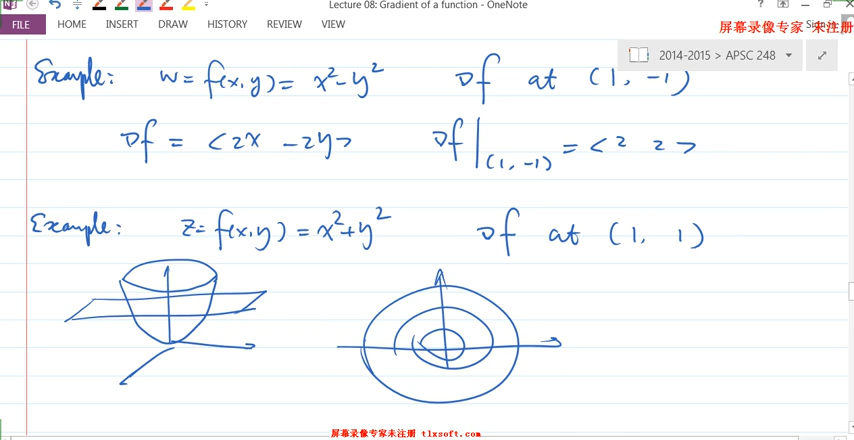 Lecture 08: Gradient of a function - OneNote
屏幕录像专家 未注册
FILE HOME INSERT DRAW HISTORY REVIEW VIEW
2014-2015 > APSC 248
Example: w = f(x, y) = x² - y² ∇f at (1, -1)
∇f = <2x -2y> ∇f|(1, -1) = <2 2>
Example: z = f(x, y) = x² + y² ∇f at (1, 1)
屏幕录像专家未注册 tlxsoft.com